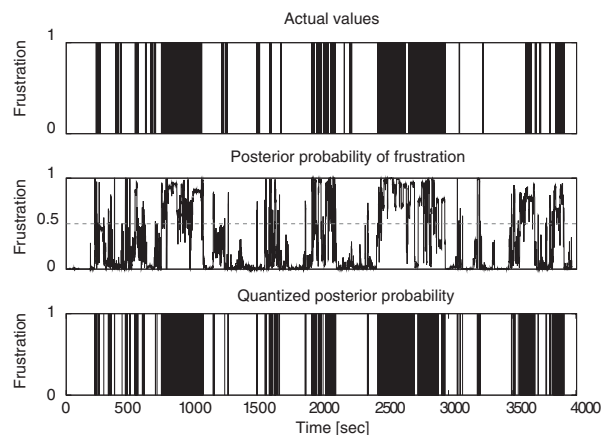 Actual values
1
Frustration
0
Posterior probability of frustration
1
Frustration
0.5
0
Quantized posterior probability
1
Frustration
0
0 500 1000 1500 2000 2500 3000 3500 4000
Time [sec]